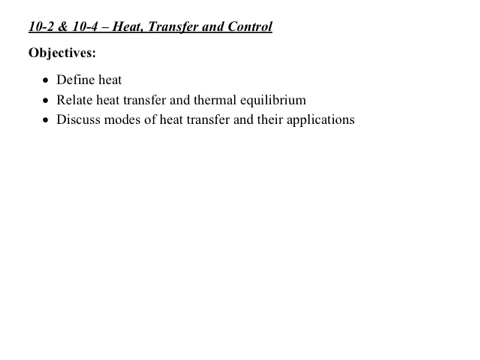 10-2 & 10-4 – Heat, Transfer and Control
Objectives:
• Define heat
• Relate heat transfer and thermal equilibrium
• Discuss modes of heat transfer and their applications